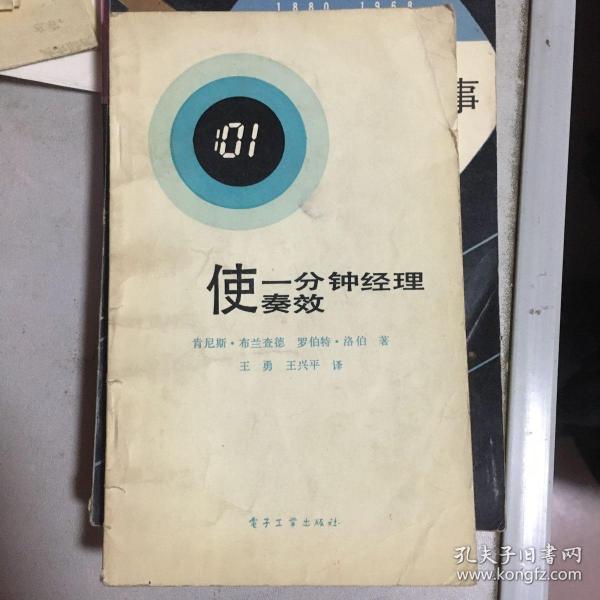 1880 1968
事
101
使一分钟经理
奏效
肯尼斯·布兰查德 罗伯特·洛伯 著
王勇 王兴平 译
電子工業出版社
孔夫子旧书网
www.kongfz.com